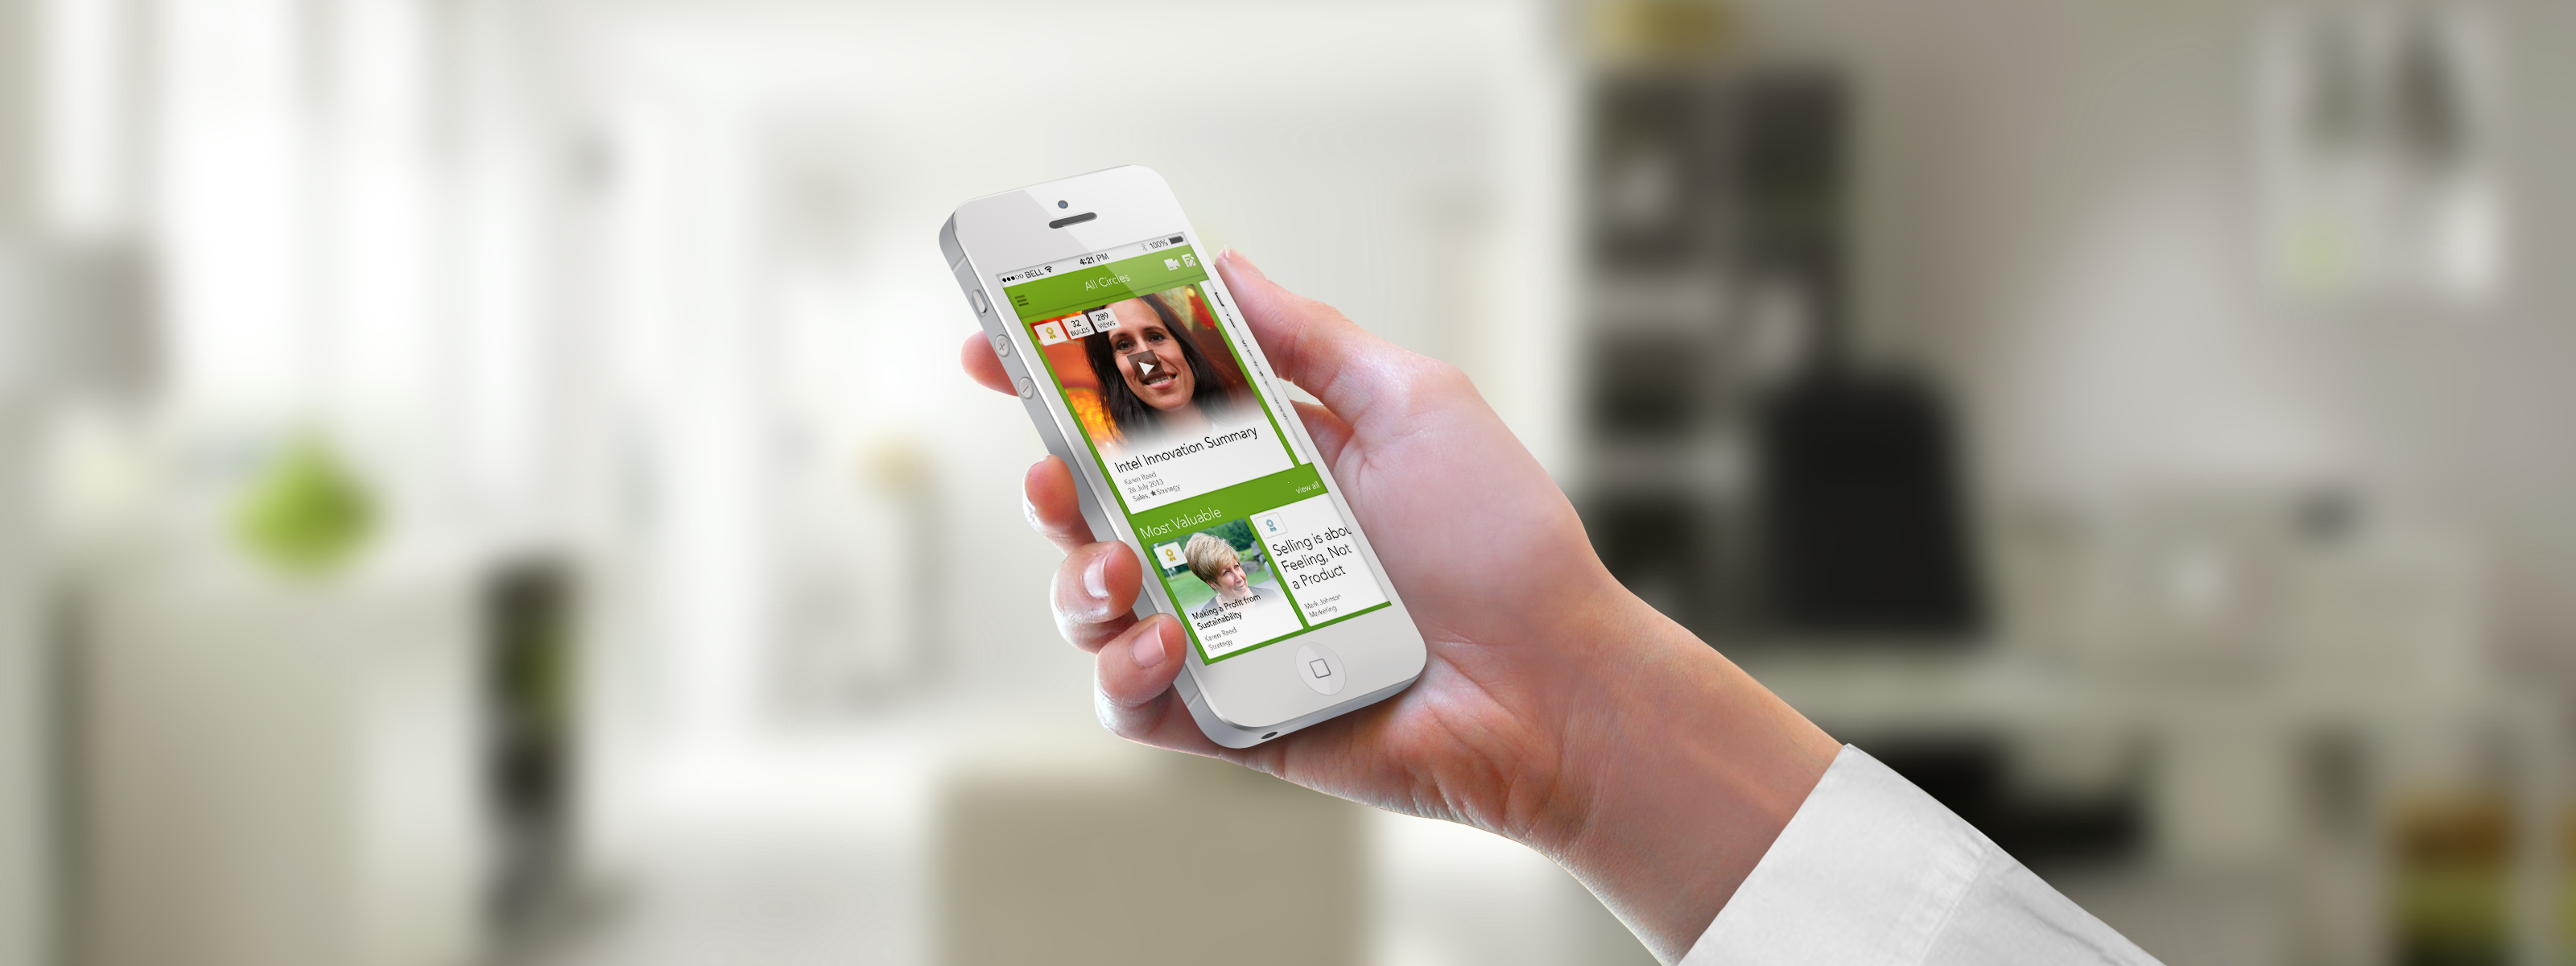 BELL
4:21 PM
100%
All Circles
32
BUILDS
289
VIEWS
Intel Innovation Summary
Karen Reed
26 July 2013
Sales, ★Strategy
view all
Most Valuable
Making a Profit from
Sustainability
Karen Reed
Strategy
Selling is abou
Feeling, Not
a Product
Mark Johnson
Marketing